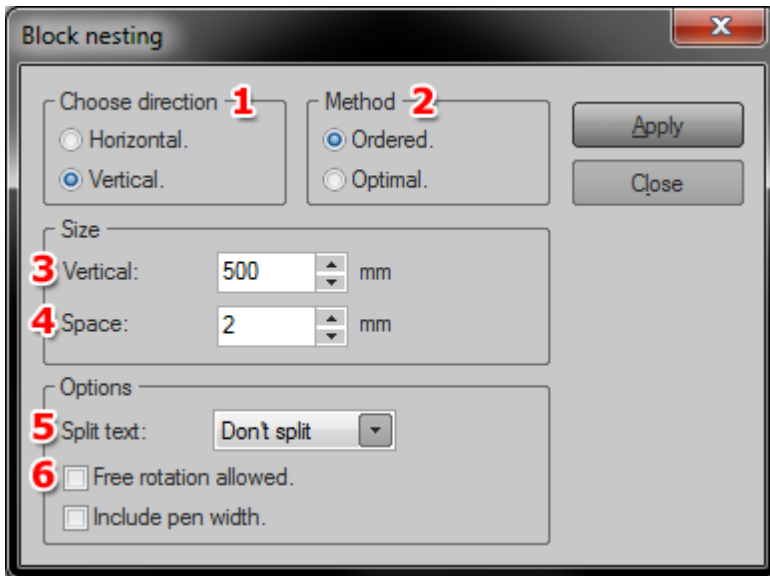 Block nesting
Choose direction 1
Method 2
Horizontal.
Ordered.
Apply
Vertical.
Optimal.
Close
Size
3 Vertical: 500 mm
4 Space: 2 mm
Options
5 Split text: Don't split
6 Free rotation allowed.
Include pen width.